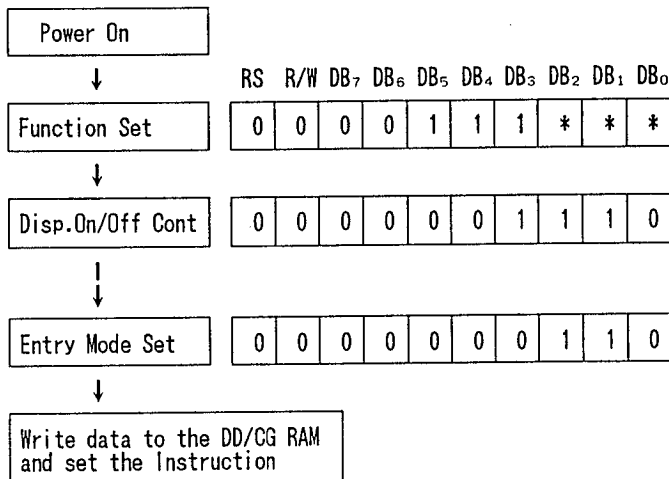 Power On
RS R/W DB₇ DB₆ DB₅ DB₄ DB₃ DB₂ DB₁ DB₀
Function Set 0 0 0 0 1 1 1 * * *
Disp.On/Off Cont 0 0 0 0 0 0 1 1 1 0
Entry Mode Set 0 0 0 0 0 0 0 1 1 0
Write data to the DD/CG RAM
and set the Instruction